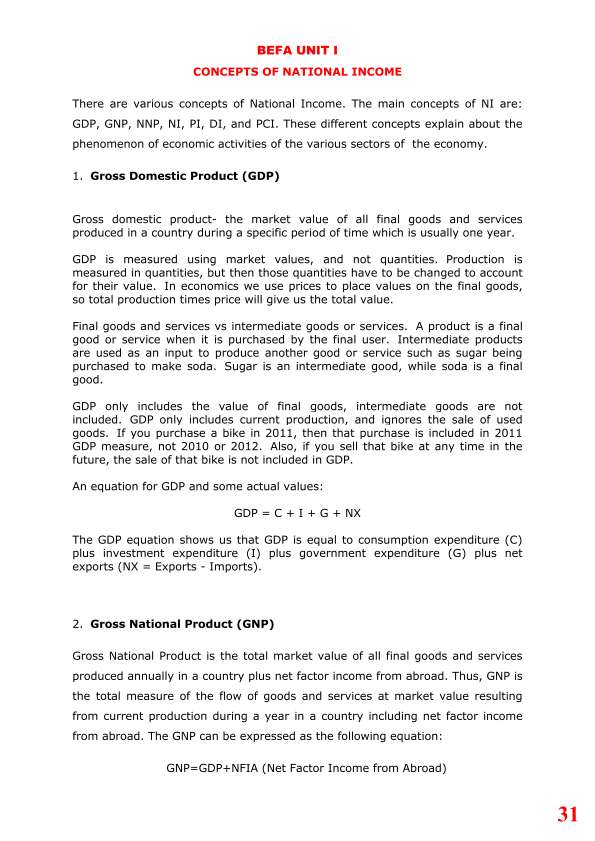 BEFA UNIT I
CONCEPTS OF NATIONAL INCOME
There are various concepts of National Income. The main concepts of NI are:
GDP, GNP, NNP, NI, PI, DI, and PCI. These different concepts explain about the
phenomenon of economic activities of the various sectors of the economy.
1. Gross Domestic Product (GDP)
Gross domestic product- the market value of all final goods and services
produced in a country during a specific period of time which is usually one year.
GDP is measured using market values, and not quantities. Production is
measured in quantities, but then those quantities have to be changed to account
for their value. In economics we use prices to place values on the final goods,
so total production times price will give us the total value.
Final goods and services vs intermediate goods or services. A product is a final
good or service when it is purchased by the final user. Intermediate products
are used as an input to produce another good or service such as sugar being
purchased to make soda. Sugar is an intermediate good, while soda is a final
good.
GDP only includes the value of final goods, intermediate goods are not
included. GDP only includes current production, and ignores the sale of used
goods. If you purchase a bike in 2011, then that purchase is included in 2011
GDP measure, not 2010 or 2012. Also, if you sell that bike at any time in the
future, the sale of that bike is not included in GDP.
An equation for GDP and some actual values:
GDP = C + I + G + NX
The GDP equation shows us that GDP is equal to consumption expenditure (C)
plus investment expenditure (I) plus government expenditure (G) plus net
exports (NX = Exports - Imports).
2. Gross National Product (GNP)
Gross National Product is the total market value of all final goods and services
produced annually in a country plus net factor income from abroad. Thus, GNP is
the total measure of the flow of goods and services at market value resulting
from current production during a year in a country including net factor income
from abroad. The GNP can be expressed as the following equation:
GNP=GDP+NFIA (Net Factor Income from Abroad)
31